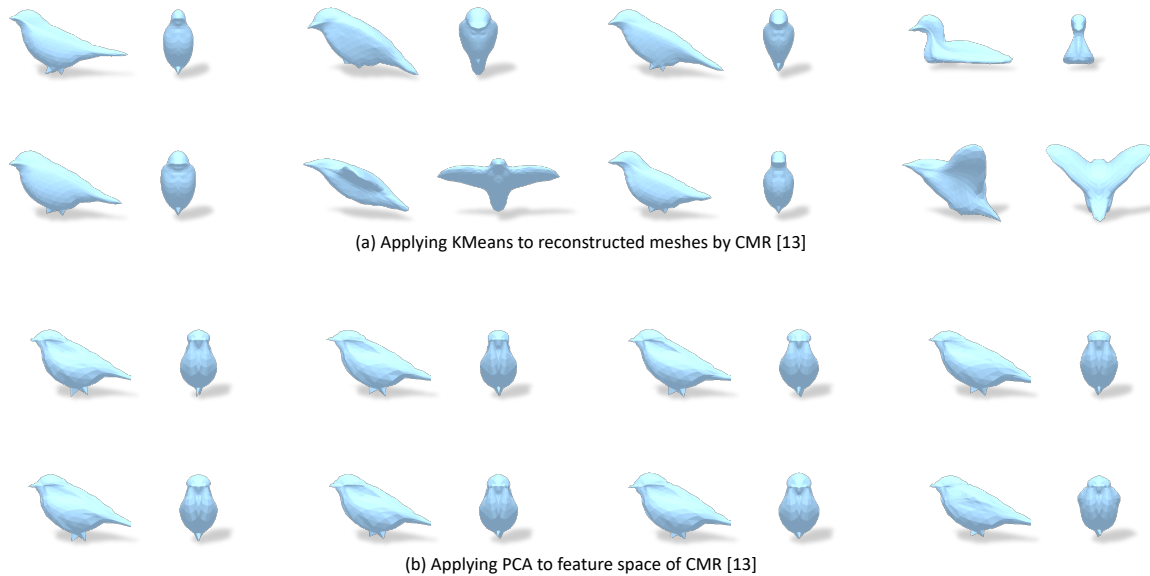 (a) Applying KMeans to reconstructed meshes by CMR [13]
(b) Applying PCA to feature space of CMR [13]